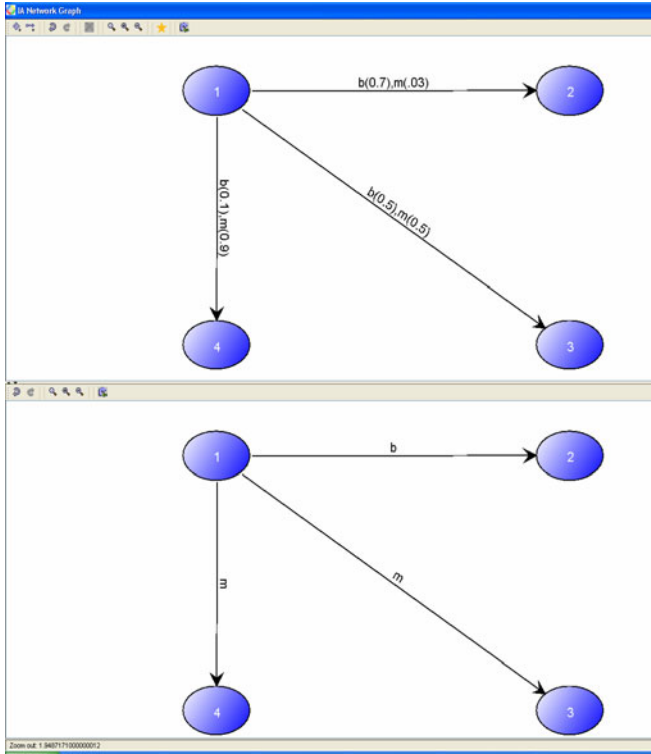 IA Network Graph
1
b(0.7),m(.03)
2
b(0.1),m(0.9)
b(0.5),m(0.5)
4
3
1
b
2
m
m
4
3
Zoom out: 1.9487171000000012